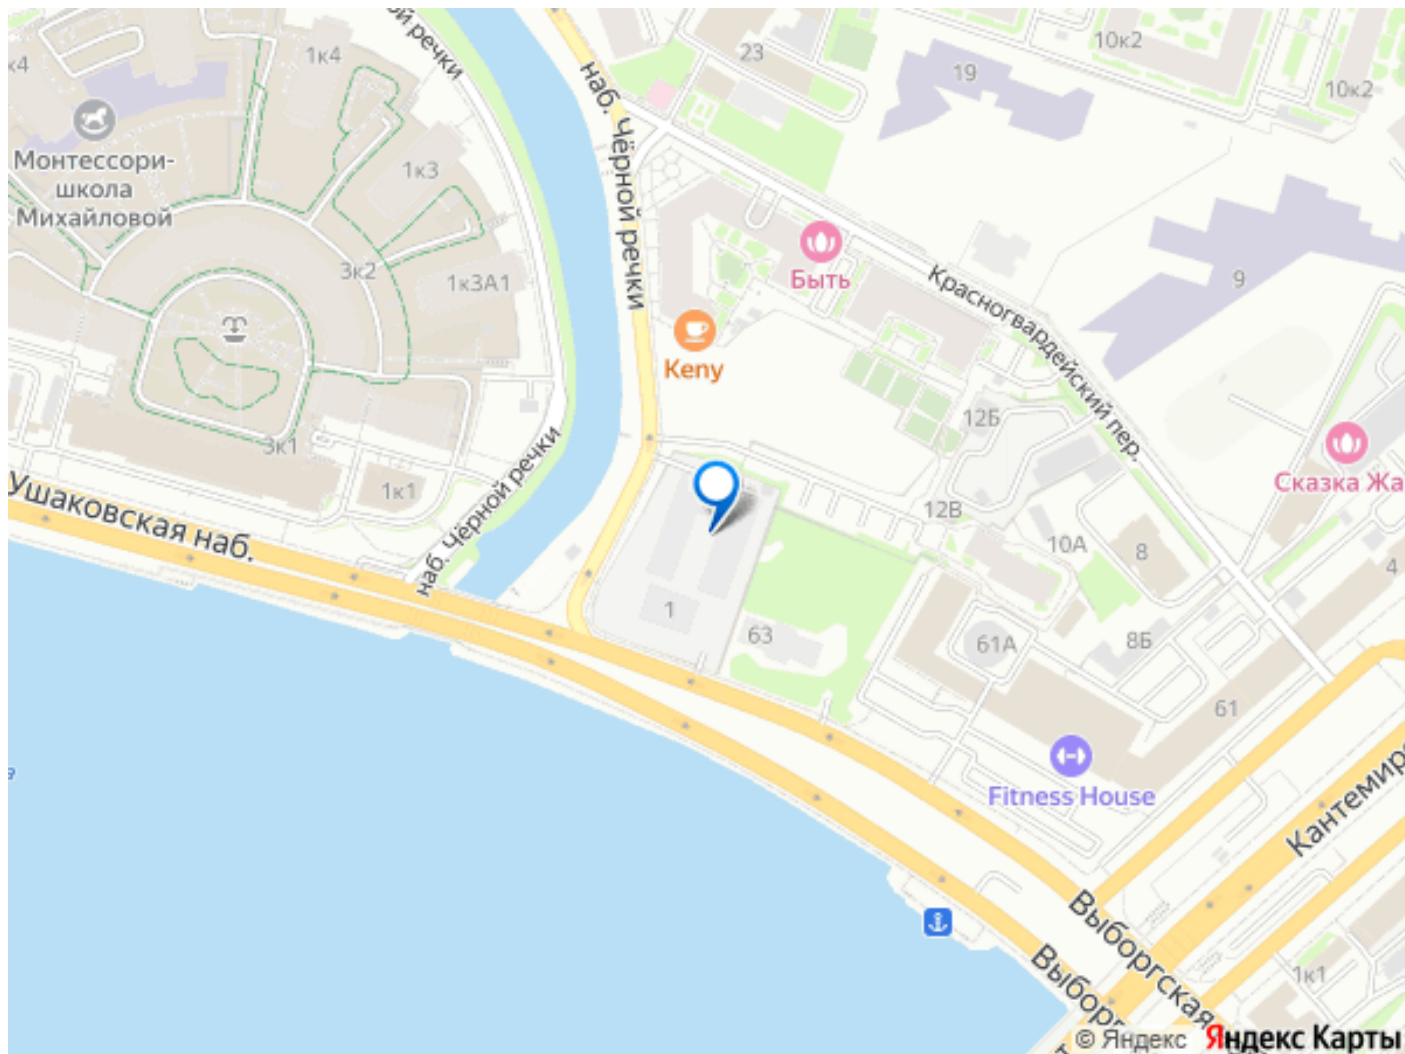 к4
1к4
ой речки
23
наб. Чёрной речки
19
10к2
10к2
Монтессори-
школа
Михайловой
1к3
3к2
1к3А1
Быть
Красногвардейский пер.
9
Keny
12Б
Сказка Жа
3к1
1к1
наб. Чёрной речки
Ушаковская наб.
12В
10А
8
4
1
63
61А
8Б
61
Fitness House
Кантемир
Выборгская
Выборг
1к1
© Яндекс
Яндекс Карты